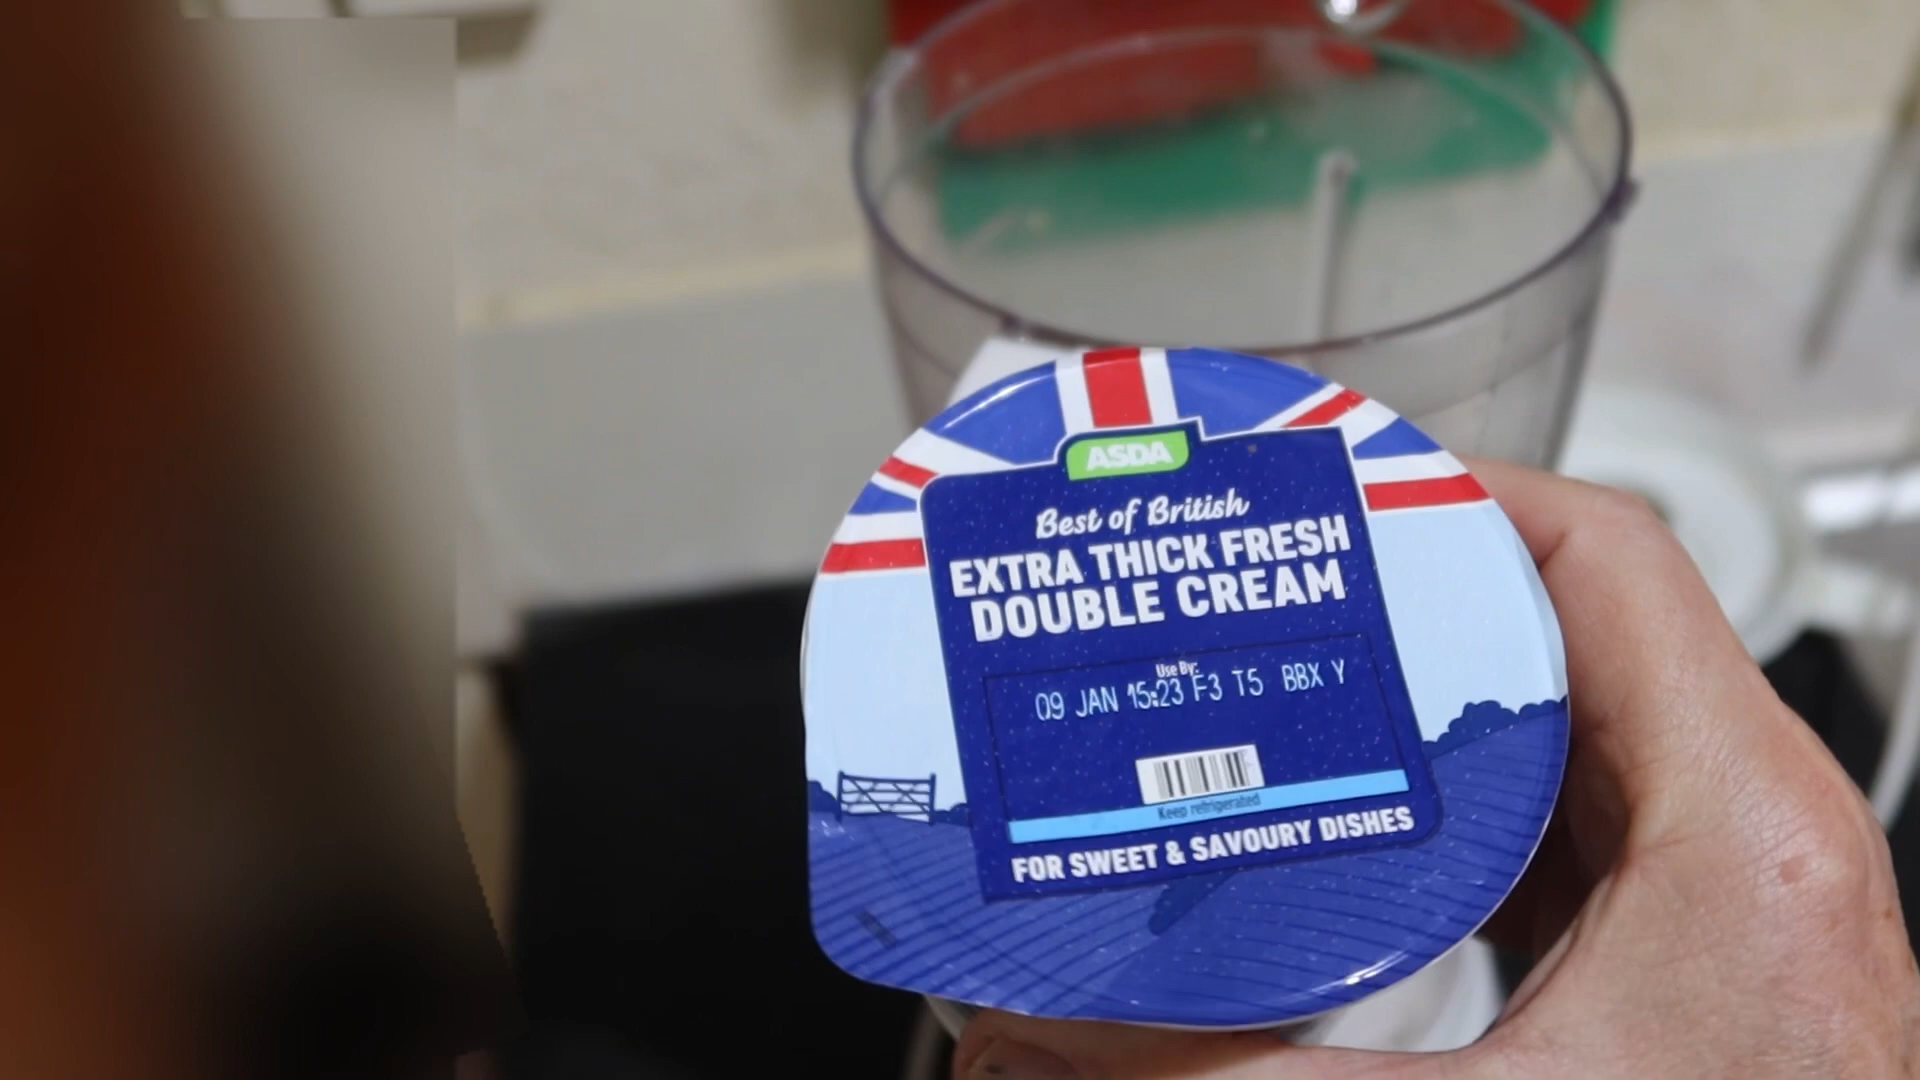 ASDA
Best of British
EXTRA THICK FRESH
DOUBLE CREAM
Use By:
09 JAN 15:23 F3 T5 BBX Y
Keep refrigerated
FOR SWEET & SAVOURY DISHES